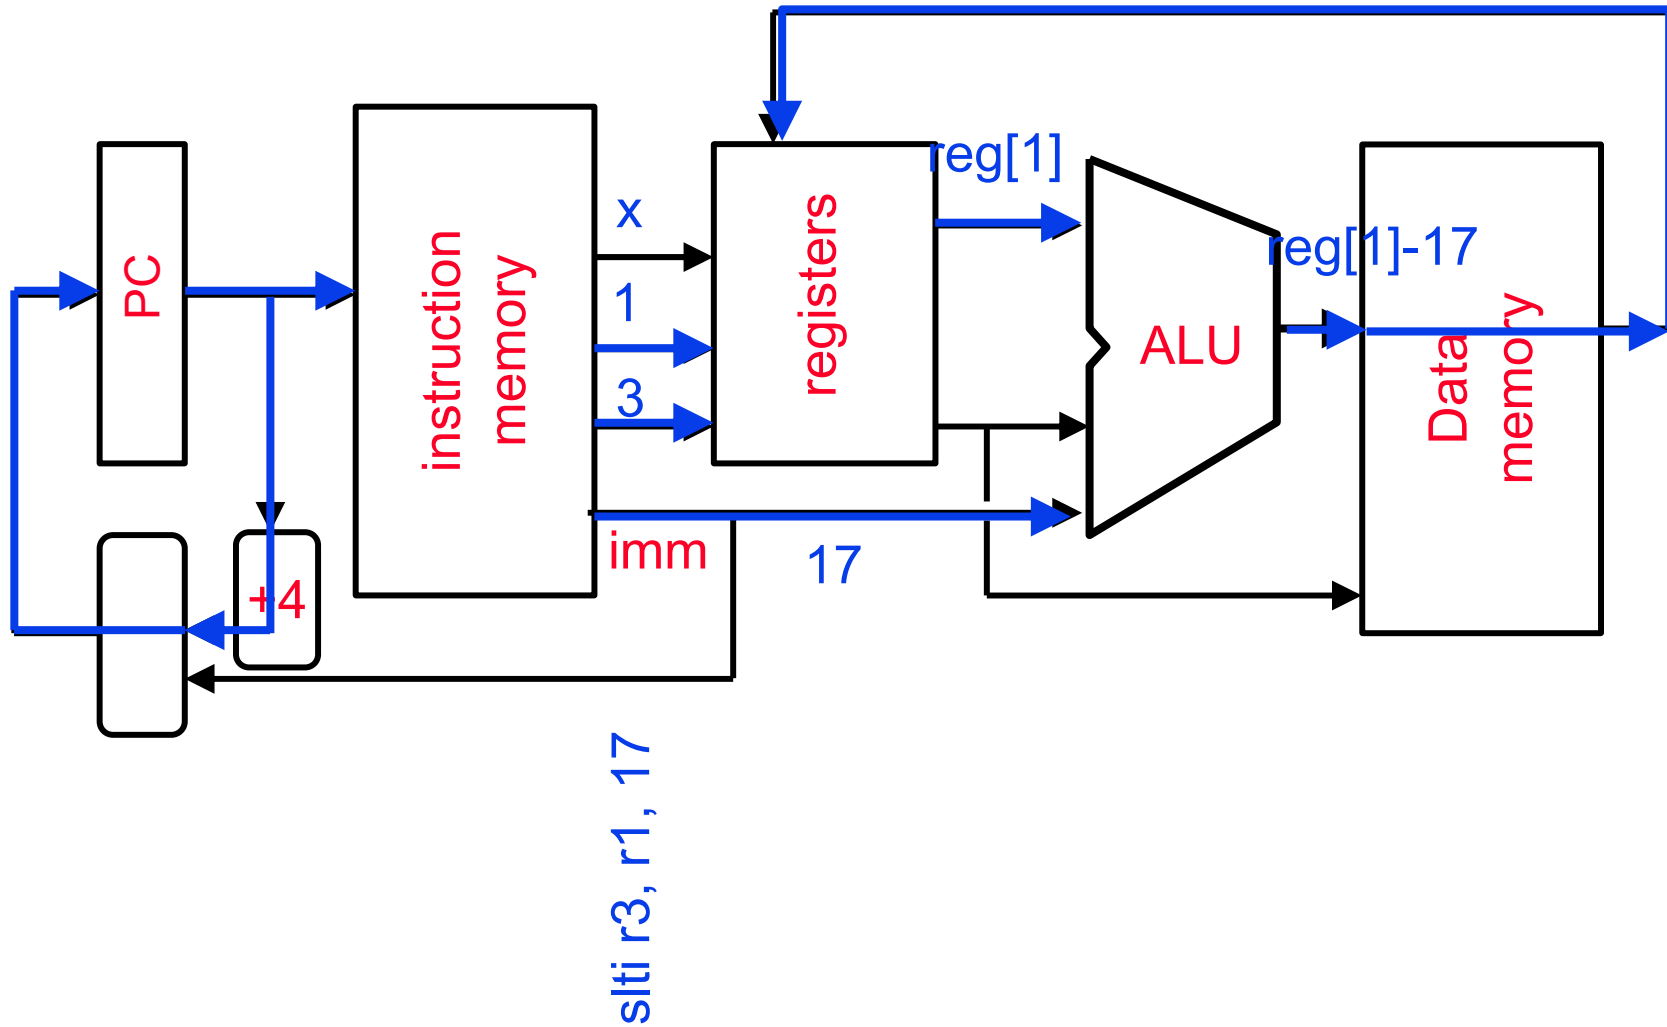 PC
+4
instruction
memory
x
1
3
imm
17
registers
reg[1]
ALU
reg[1]-17
Data
memory
slti r3, r1, 17